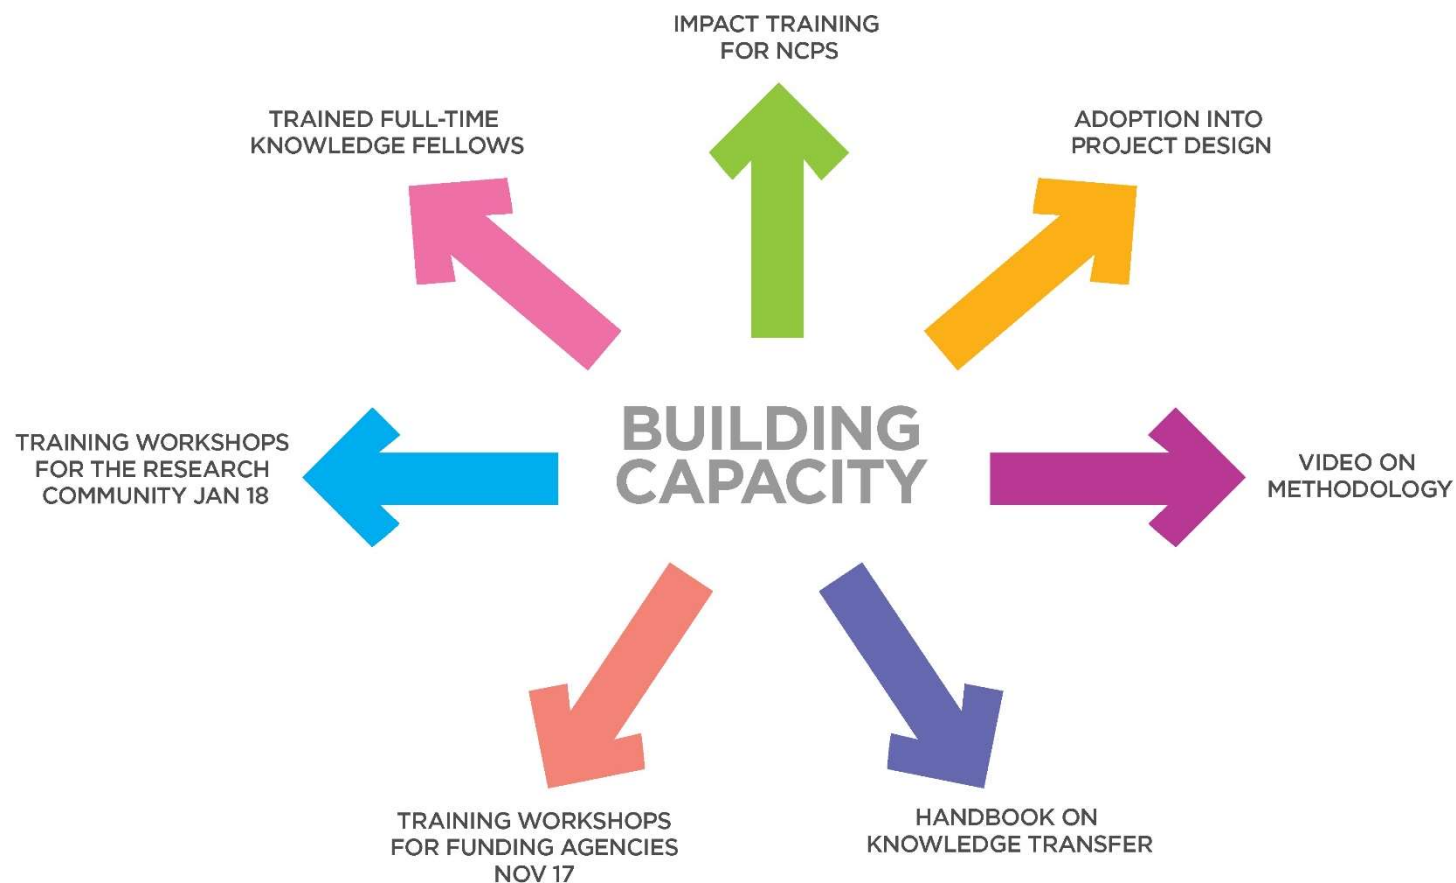 IMPACT TRAINING
FOR NCPS
TRAINED FULL-TIME
KNOWLEDGE FELLOWS
ADOPTION INTO
PROJECT DESIGN
BUILDING
CAPACITY
TRAINING WORKSHOPS
FOR THE RESEARCH
COMMUNITY JAN 18
VIDEO ON
METHODOLOGY
TRAINING WORKSHOPS
FOR FUNDING AGENCIES
NOV 17
HANDBOOK ON
KNOWLEDGE TRANSFER